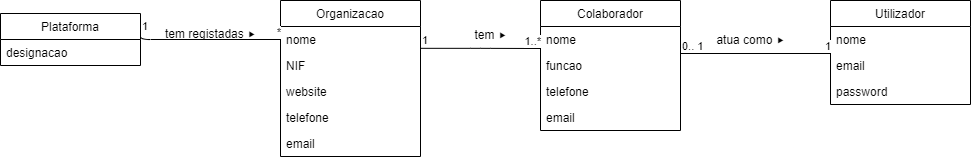 Plataforma
designacao
1
tem registadas ►
*
Organizacao
nome
NIF
website
telefone
email
1
tem ►
1..*
Colaborador
nome
funcao
telefone
email
0.. 1
atua como ►
1
Utilizador
nome
email
password